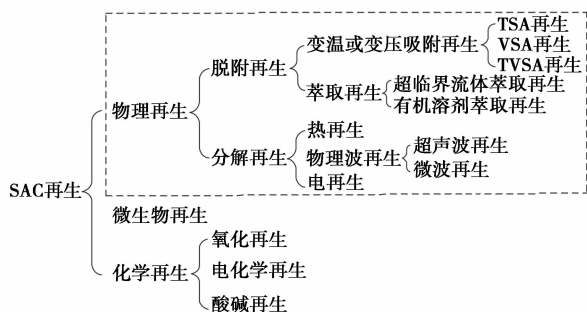 TSA再生
变温或变压吸附再生
VSA再生
TVSA再生
脱附再生
萃取再生
超临界流体萃取再生
有机溶剂萃取再生
物理再生
热再生
分解再生
物理波再生
超声波再生
微波再生
电再生
SAC再生
微生物再生
氧化再生
化学再生
电化学再生
酸碱再生